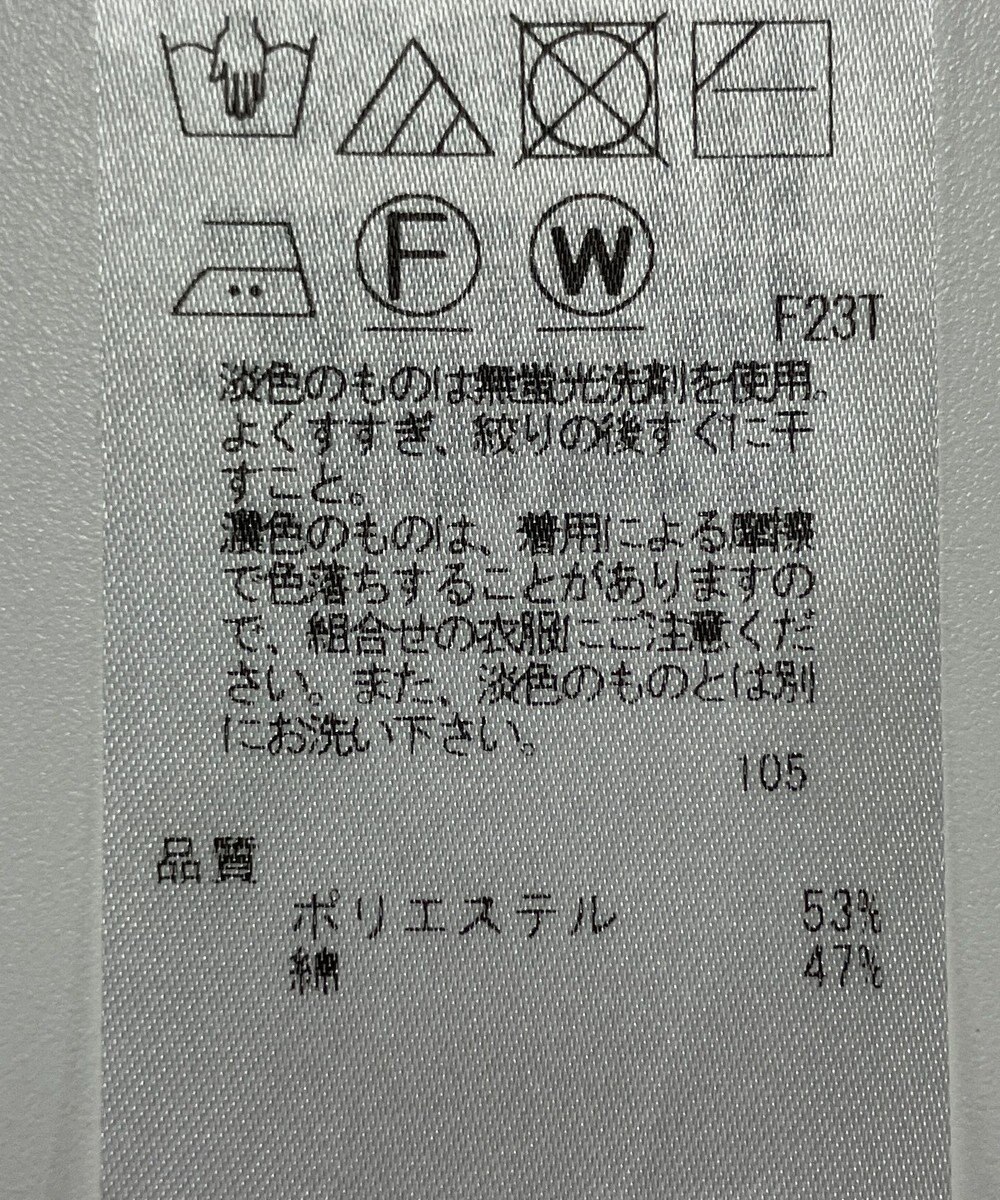 F W
F23T
淡色のものは無蛍光洗剤を使用。
よくすすぎ、絞りの後すぐに干
すこと。
濃色のものは、着用による摩擦
で色落ちすることがありますの
で、組合せの衣服にご注意くだ
さい。また、淡色のものとは別
にお洗い下さい。
105
品質
ポリエステル 53%
綿 47%